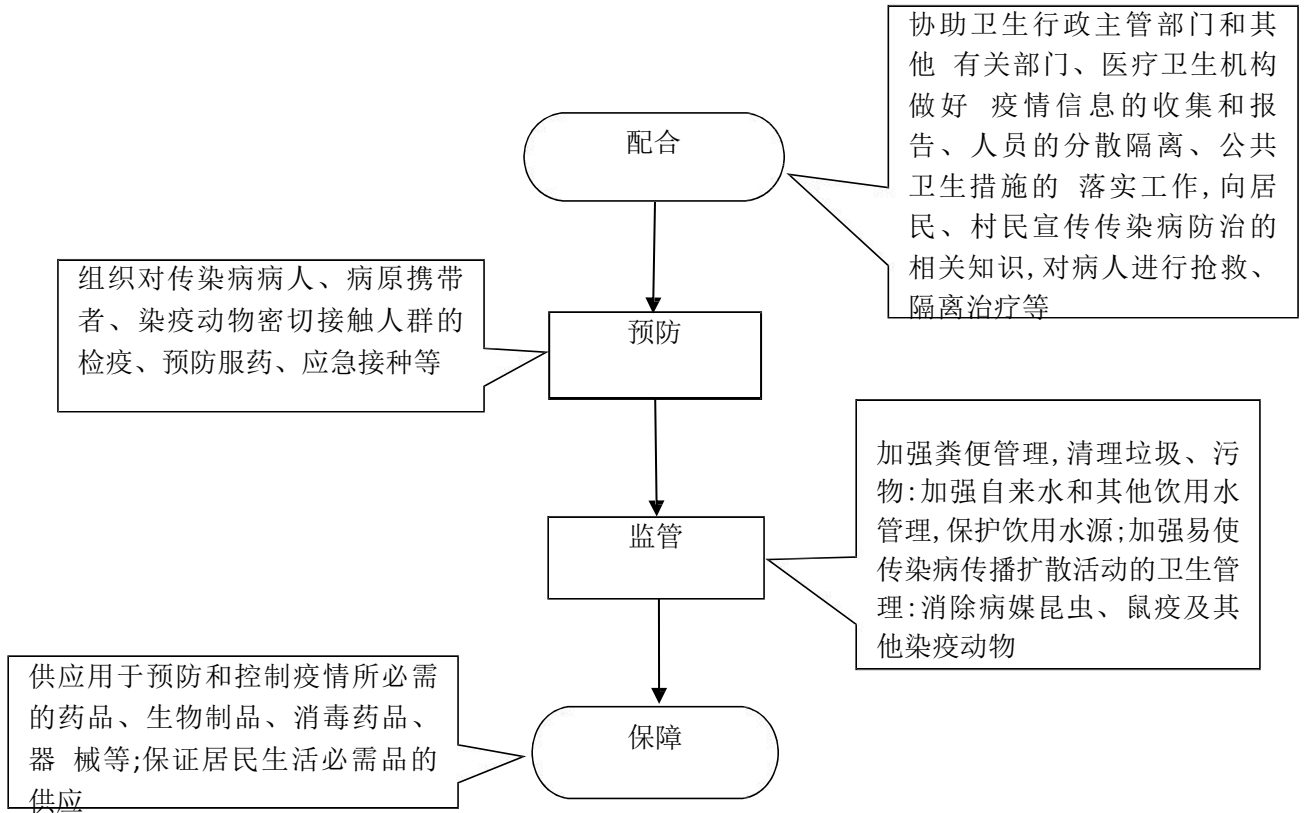 配合
协助卫生行政主管部门和其
他 有关部门、医疗卫生机构
做好 疫情信息的收集和报
告、人员的分散隔离、公共
卫生措施的 落实工作,向居
民、村民宣传传染病防治的
相关知识,对病人进行抢救、
隔离治疗等
预防
组织对传染病病人、病原携带
者、染疫动物密切接触人群的
检疫、预防服药、应急接种等
监管
加强粪便管理,清理垃圾、污
物:加强自来水和其他饮用水
管理,保护饮用水源;加强易使
传染病传播扩散活动的卫生管
理:消除病媒昆虫、鼠疫及其
他染疫动物
保障
供应用于预防和控制疫情所必需
的药品、生物制品、消毒药品、
器 械等;保证居民生活必需品的
供应